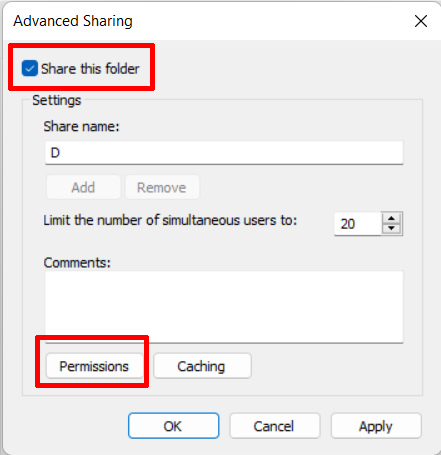 Advanced Sharing
Share this folder
Settings
Share name:
D
Add Remove
Limit the number of simultaneous users to: 20
Comments:
Permissions Caching
OK Cancel Apply